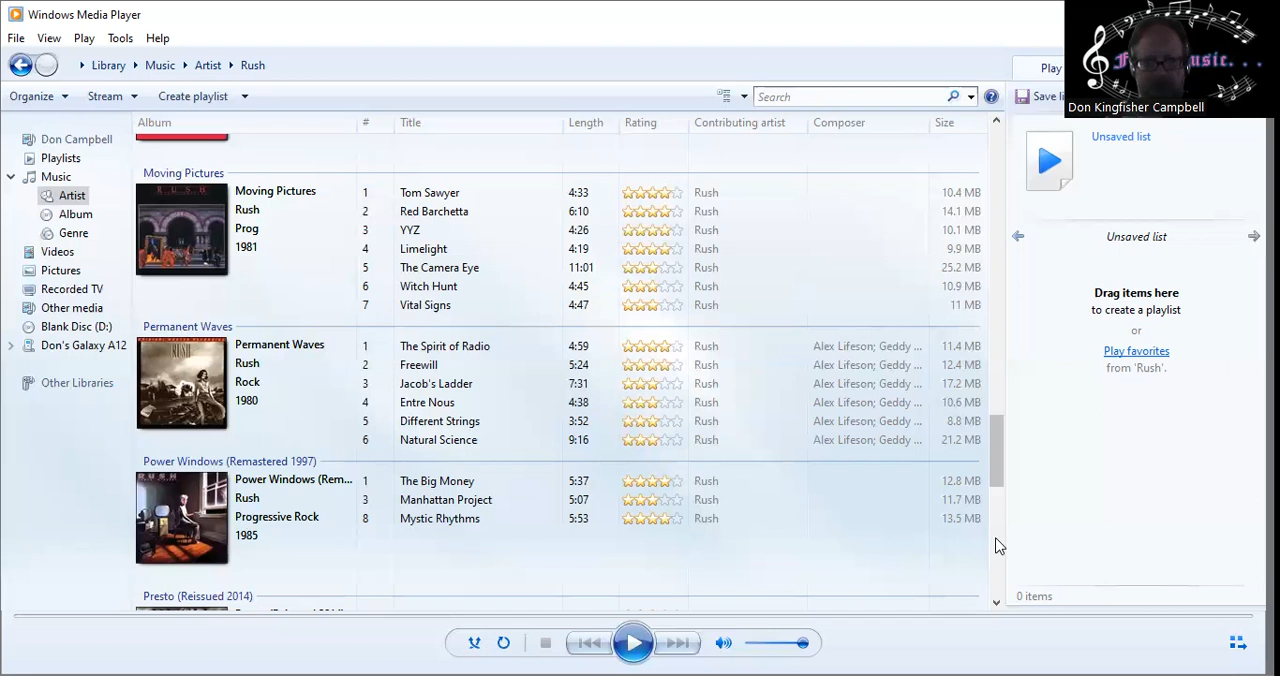 Windows Media Player
File View Play Tools Help
Library Music Artist Rush
Play
Organize Stream Create playlist Search Save li
Don Kingfisher Campbell
Album # Title Length Rating Contributing artist Composer Size
Don Campbell
Playlists
Music
Artist
Album
Genre
Videos
Pictures
Recorded TV
Other media
Blank Disc (D:)
Don's Galaxy A12
Other Libraries
Moving Pictures
RUSH
Moving Pictures
Rush
Prog
1981
1 Tom Sawyer 4:33 Rush 10.4 MB
2 Red Barchetta 6:10 Rush 14.1 MB
3 YYZ 4:26 Rush 10.1 MB
4 Limelight 4:19 Rush 9.9 MB
5 The Camera Eye 11:01 Rush 25.2 MB
6 Witch Hunt 4:45 Rush 10.9 MB
7 Vital Signs 4:47 Rush 11 MB
Permanent Waves
RUSH
Permanent Waves
Rush
Rock
1980
1 The Spirit of Radio 4:59 Rush Alex Lifeson; Geddy ... 11.4 MB
2 Freewill 5:24 Rush Alex Lifeson; Geddy ... 12.4 MB
3 Jacob's Ladder 7:31 Rush Alex Lifeson; Geddy ... 17.2 MB
4 Entre Nous 4:38 Rush Alex Lifeson; Geddy ... 10.6 MB
5 Different Strings 3:52 Rush Alex Lifeson; Geddy ... 8.8 MB
6 Natural Science 9:16 Rush Alex Lifeson; Geddy ... 21.2 MB
Power Windows (Remastered 1997)
RUSH
Power Windows (Rem...
Rush
Progressive Rock
1985
1 The Big Money 5:37 Rush 12.8 MB
3 Manhattan Project 5:07 Rush 11.7 MB
8 Mystic Rhythms 5:53 Rush 13.5 MB
Presto (Reissued 2014)
Unsaved list
Unsaved list
Drag items here
to create a playlist
or
Play favorites
from 'Rush'.
0 items